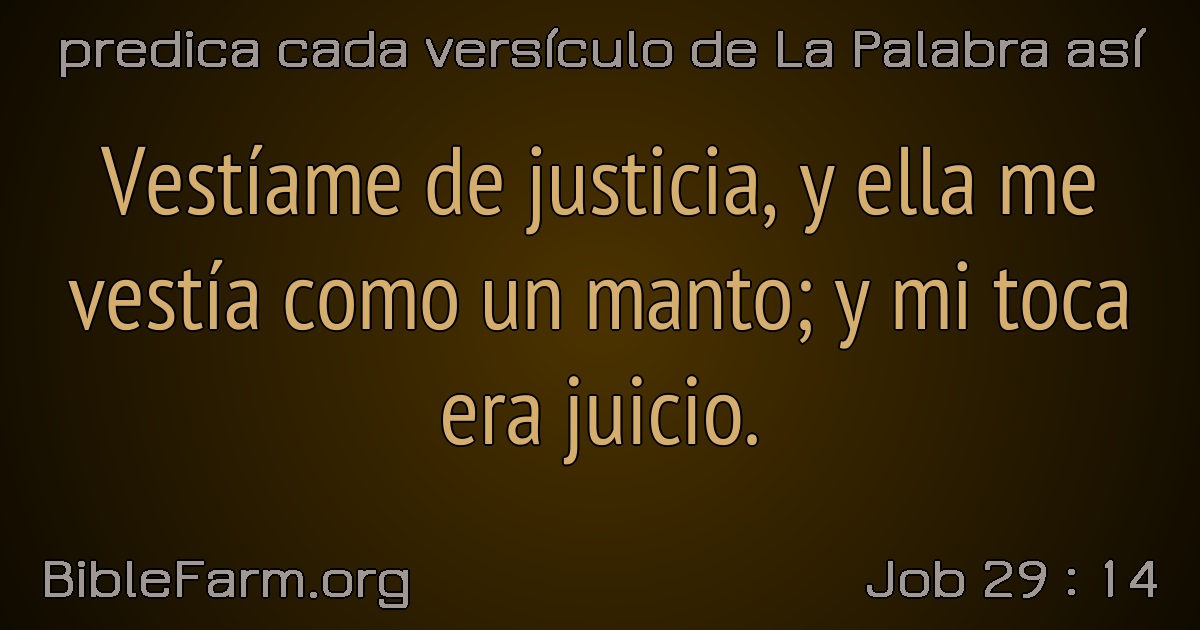 predica cada versículo de La Palabra así
Vestíame de justicia, y ella me
vestía como un manto; y mi toca
era juicio.
BibleFarm.org
Job 29 : 14